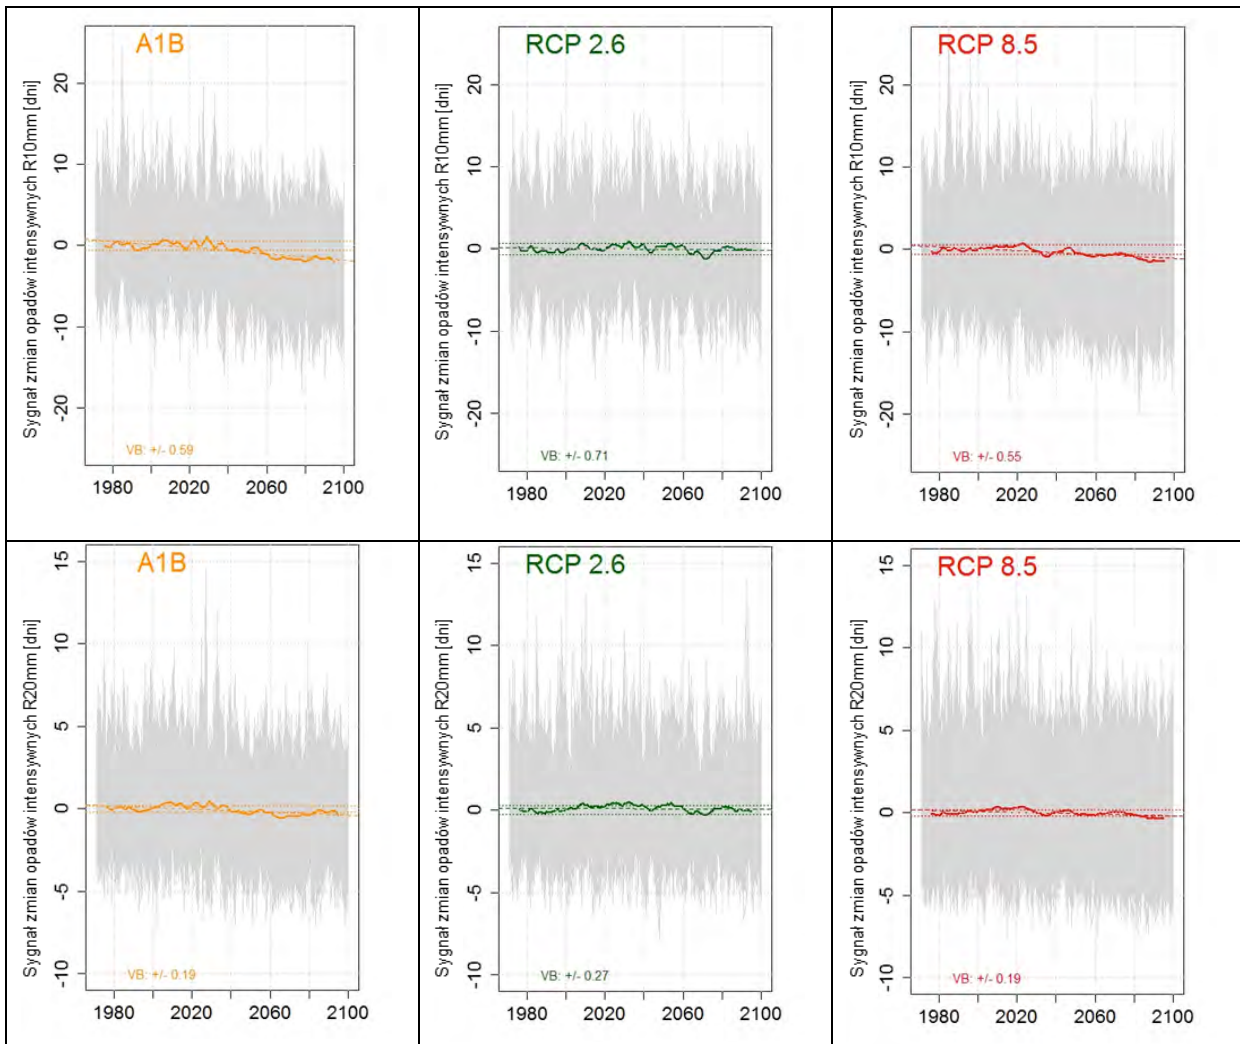 A1B
Sygnał zmian opadów intensywnych R10mm [dni]
20
10
0
-10
-20
VB: +/- 0.59
1980 2020 2060 2100
RCP 2.6
Sygnał zmian opadów intensywnych R10mm [dni]
20
10
0
-10
-20
VB: +/- 0.71
1980 2020 2060 2100
RCP 8.5
Sygnał zmian opadów intensywnych R10mm [dni]
20
10
0
-10
-20
VB: +/- 0.55
1980 2020 2060 2100
A1B
Sygnał zmian opadów intensywnych R20mm [dni]
15
10
5
0
-5
-10
VB: +/- 0.19
1980 2020 2060 2100
RCP 2.6
Sygnał zmian opadów intensywnych R20mm [dni]
15
10
5
0
-5
-10
VB: +/- 0.27
1980 2020 2060 2100
RCP 8.5
Sygnał zmian opadów intensywnych R20mm [dni]
15
10
5
0
-5
-10
VB: +/- 0.19
1980 2020 2060 2100